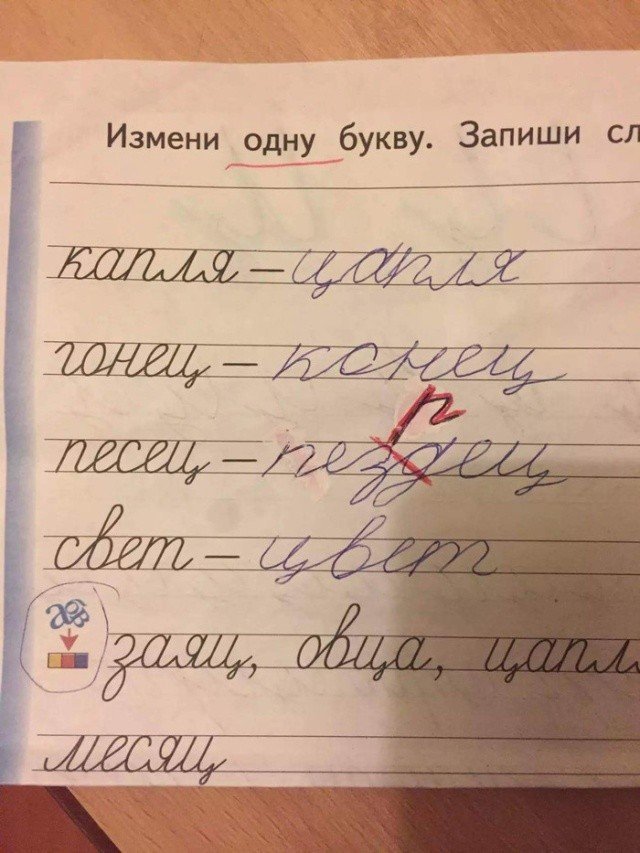 Измени одну букву. Запиши сл
капля – цапля
гонец – конец
р
песец – пездец
свет – цвет
заяц, овца, цапл
месяц